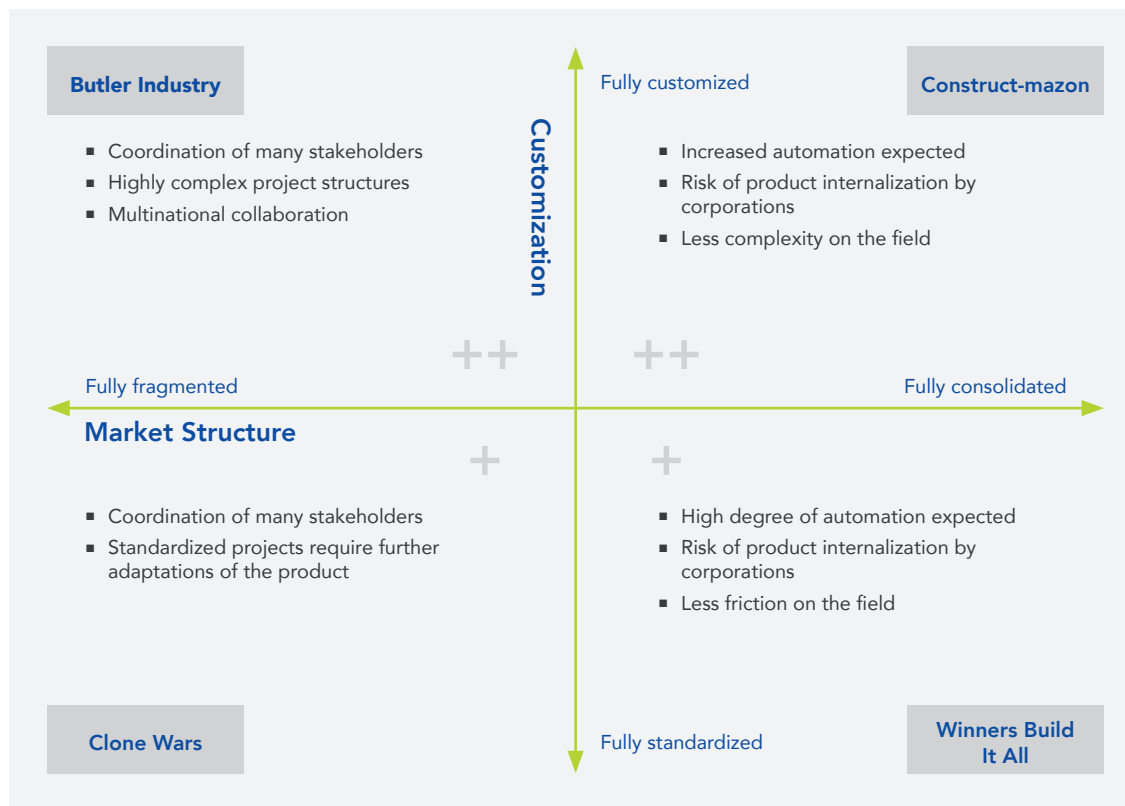 Butler Industry
Fully customized
Construct-mazon
Customization
▪ Coordination of many stakeholders
▪ Highly complex project structures
▪ Multinational collaboration
▪ Increased automation expected
▪ Risk of product internalization by
corporations
▪ Less complexity on the field
++
++
Fully fragmented
Fully consolidated
Market Structure
+
+
▪ Coordination of many stakeholders
▪ Standardized projects require further
adaptations of the product
▪ High degree of automation expected
▪ Risk of product internalization by
corporations
▪ Less friction on the field
Clone Wars
Fully standardized
Winners Build
It All